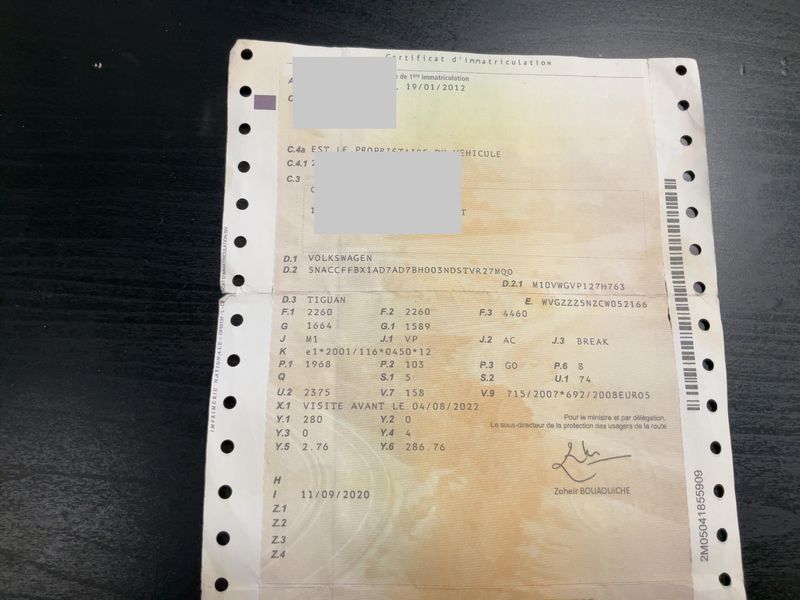 Certificat d'immatriculation
de 1ère immatriculation
19/01/2012
C.4a EST LE PROPRIETAIRE DU VEHICULE
C.4.1
C.3
D.1 VOLKSWAGEN
D.2 5NACCFFBX1AD7AD7BH003NDSTVR27MQ0
D.2.1 M10VWGVP127H763
D.3 TIGUAN E. WVGZZZ5NZCW052166
F.1 2260 F.2 2260 F.3 4460
G 1664 G.1 1589
J M1 J.1 VP J.2 AC J.3 BREAK
K e1*2001/116*0450*12
P.1 1968 P.2 103 P.3 GO P.6 8
Q S.1 5 S.2 U.1 74
U.2 2375 V.7 158 V.9 715/2007*692/2008EURO5
X.1 VISITE AVANT LE 04/08/2022
Y.1 280 Y.2 0
Y.3 0 Y.4 4
Y.5 2.76 Y.6 286.76
Pour le ministre et par délégation,
Le sous-directeur de la protection des usagers de la route
Zoheir BOUAOUICHE
H
I 11/09/2020
Z.1
Z.2
Z.3
Z.4
2M05041855909
IMPRIMERIE NATIONALE